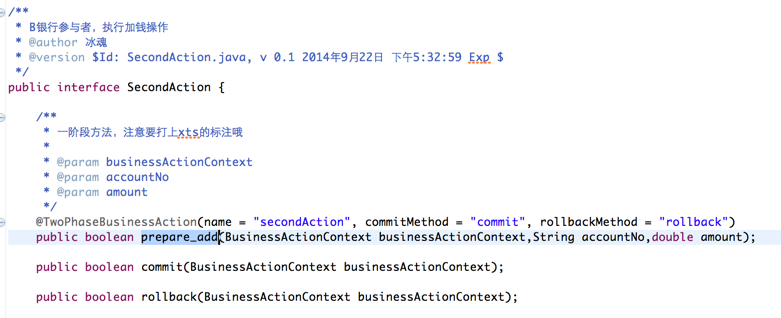 /**
 * B银行参与者，执行加钱操作
 * @author 冰魂
 * @version $Id: SecondAction.java, v 0.1 2014年9月22日 下午5:32:59 Exp $
 */
public interface SecondAction {
    /**
     * 一阶段方法，注意要打上xts的标注哦
     *
     * @param businessActionContext
     * @param accountNo
     * @param amount
     */
    @TwoPhaseBusinessAction(name = "secondAction", commitMethod = "commit", rollbackMethod = "rollback")
    public boolean prepare_add(BusinessActionContext businessActionContext,String accountNo,double amount);
    public boolean commit(BusinessActionContext businessActionContext);
    public boolean rollback(BusinessActionContext businessActionContext);